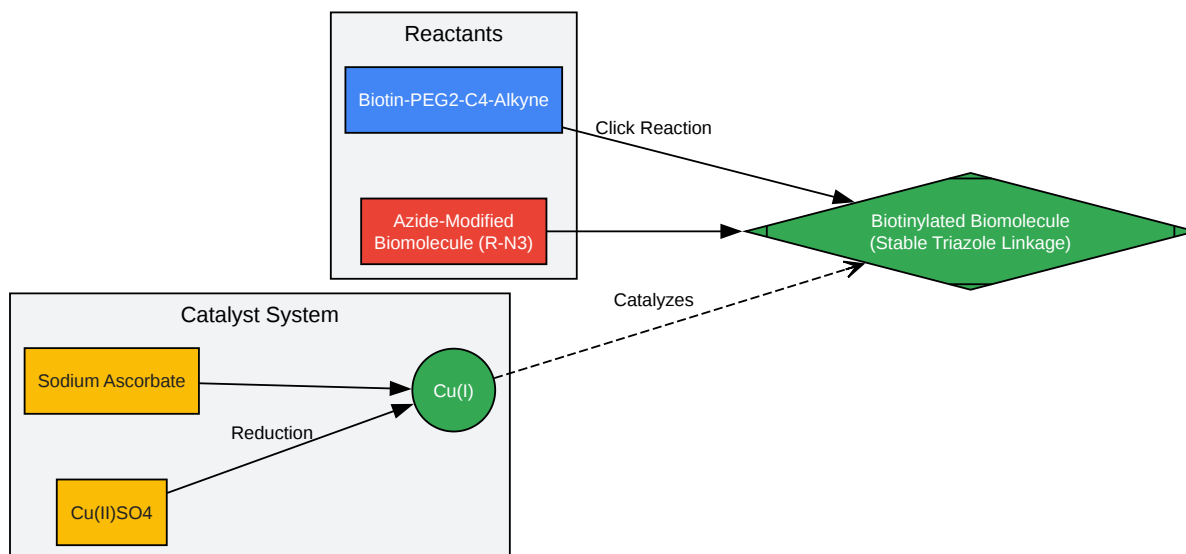 Reactants
Biotin-PEG2-C4-Alkyne
Click Reaction
Azide-Modified
Biomolecule (R-N3)
Biotinylated Biomolecule
(Stable Triazole Linkage)
Catalyzes
Catalyst System
Sodium Ascorbate
Cu(I)
Reduction
Cu(II)SO4